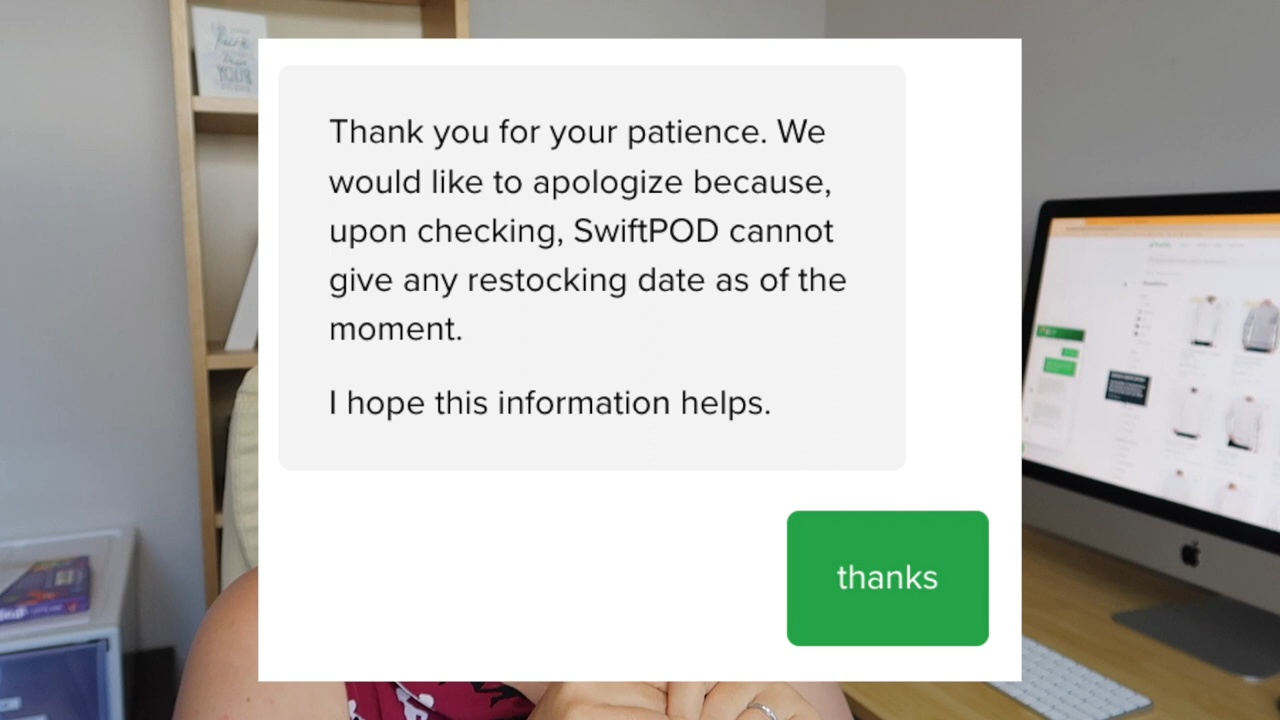 Thank you for your patience. We
would like to apologize because,
upon checking, SwiftPOD cannot
give any restocking date as of the
moment.
I hope this information helps.
thanks